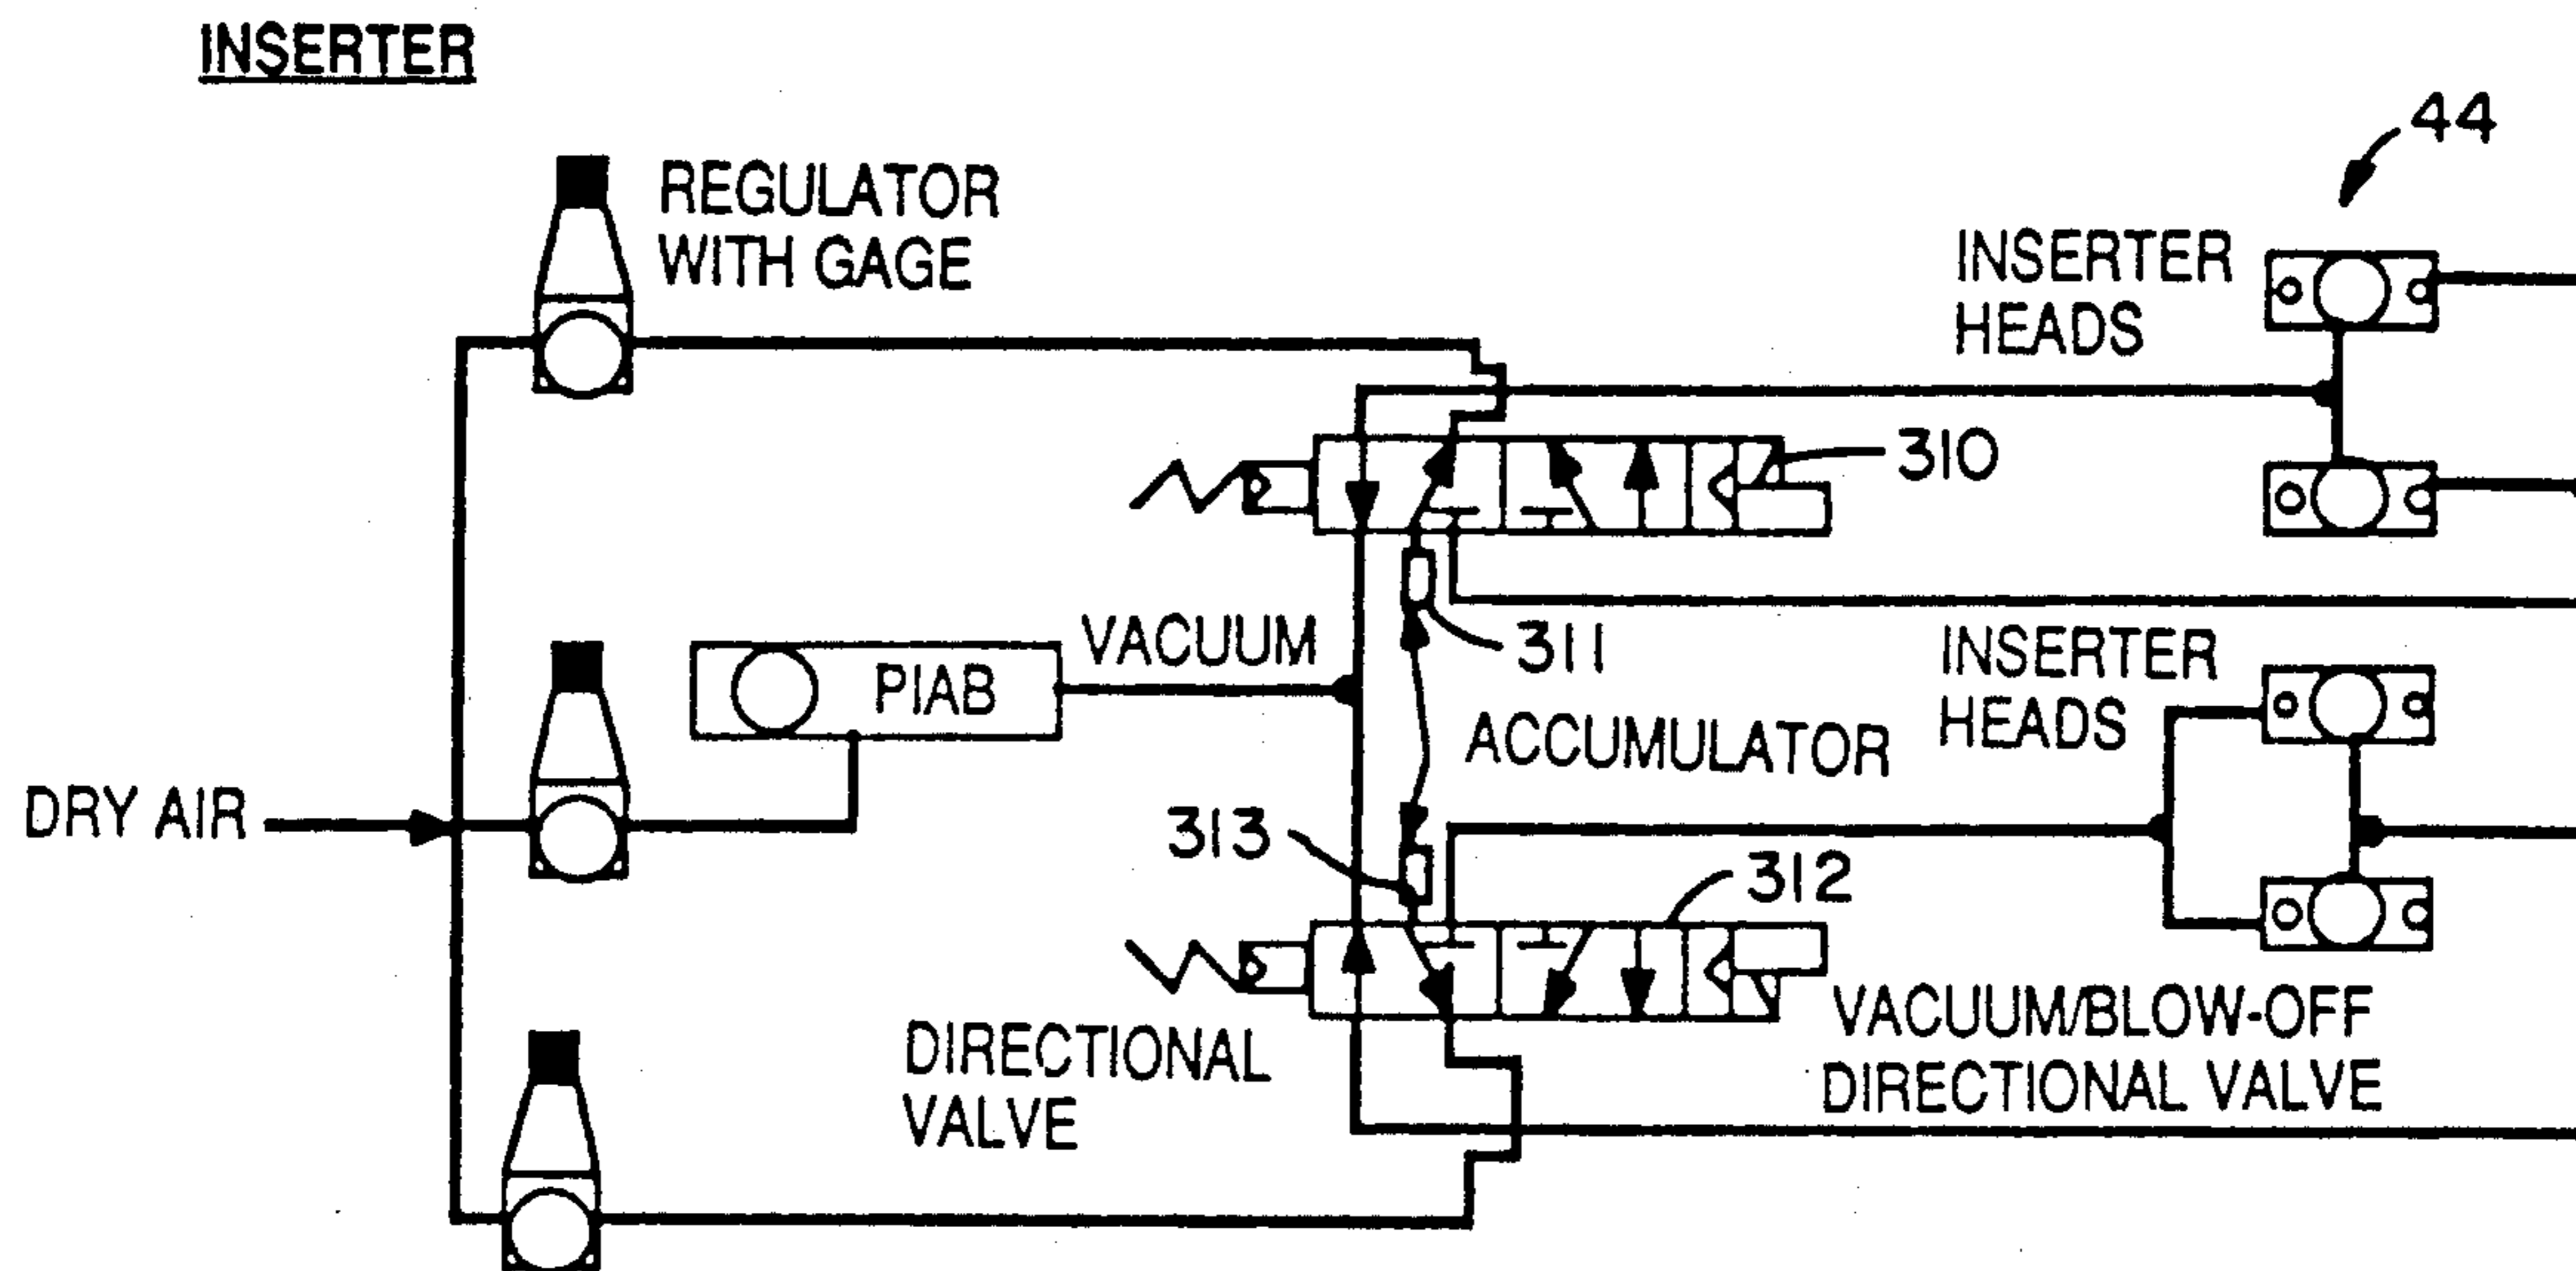 INSERTER
44
REGULATOR
WITH GAGE
INSERTER
HEADS
310
VACUUM
311
INSERTER
HEADS
PIAB
ACCUMULATOR
DRY AIR
313
312
DIRECTIONAL
VALVE
VACUUM/BLOW-OFF
DIRECTIONAL VALVE